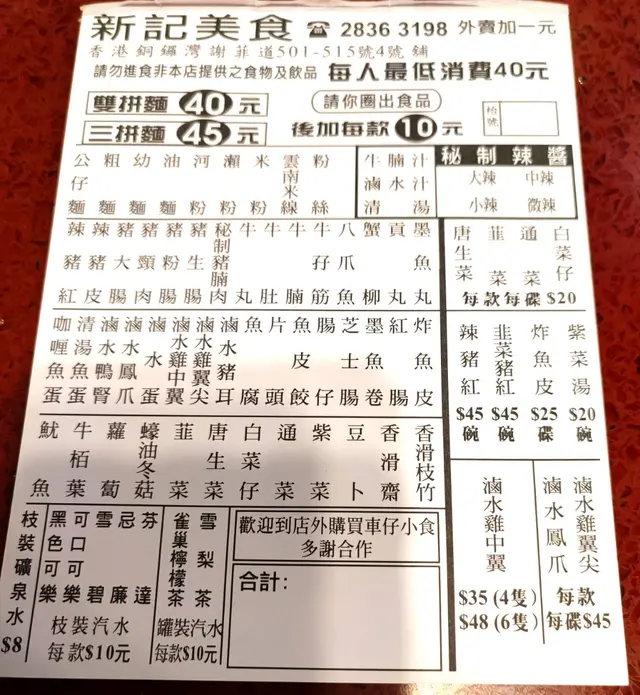 新記美食 ☎ 2836 3198 外賣加一元
香港銅鑼灣謝菲道501-515號4號舖
請勿進食非本店提供之食物及飲品 每人最低消費40元
雙拼麵 40 元
三拼麵 45 元
請你圈出食品
後加每款 10 元
枱號
公仔麵
粗麵
幼麵
油麵
河粉
瀨粉
米粉
雲南米線
粉絲
牛滷清
腩水
汁汁湯
秘制辣醬
大辣 中辣
小辣 微辣
辣豬紅
辣豬皮
豬大腸
豬頸肉
豬粉腸
豬生腸
秘制豬腩肉
牛丸
牛肚
牛腩
牛孖筋
八爪魚
蟹柳
貢丸
墨魚丸
唐生菜
韮菜
通菜
白菜仔
每款每碟 $20
咖喱魚蛋
清湯魚蛋
滷水鴨腎
滷水鳳爪
滷水蛋
滷水雞中翼
滷水雞翼尖
滷水豬耳
魚腐
片頭
魚皮餃
腸仔
芝士腸
墨魚卷
紅腸
炸魚皮
辣豬紅 $45碗
韮菜豬紅 $45碗
炸魚皮 $25碟
紫菜湯 $20碗
魷魚
牛栢葉
蘿蔔
蠔油冬菇
韮菜
唐生菜
白菜仔
通菜
紫菜
豆卜
香滑齋
香滑枝竹
滷水雞中翼
$35 (4隻)
$48 (6隻)
滷水鳳爪
滷水雞翼尖
每款
每碟$45
枝裝礦泉水
$8
黑色可樂
可口可樂
雪碧
忌廉
芬達
枝裝汽水
每款$10元
雀巢檸檬茶
雪梨茶
罐裝汽水
每款$10元
歡迎到店外購買車仔小食
多謝合作
合計: